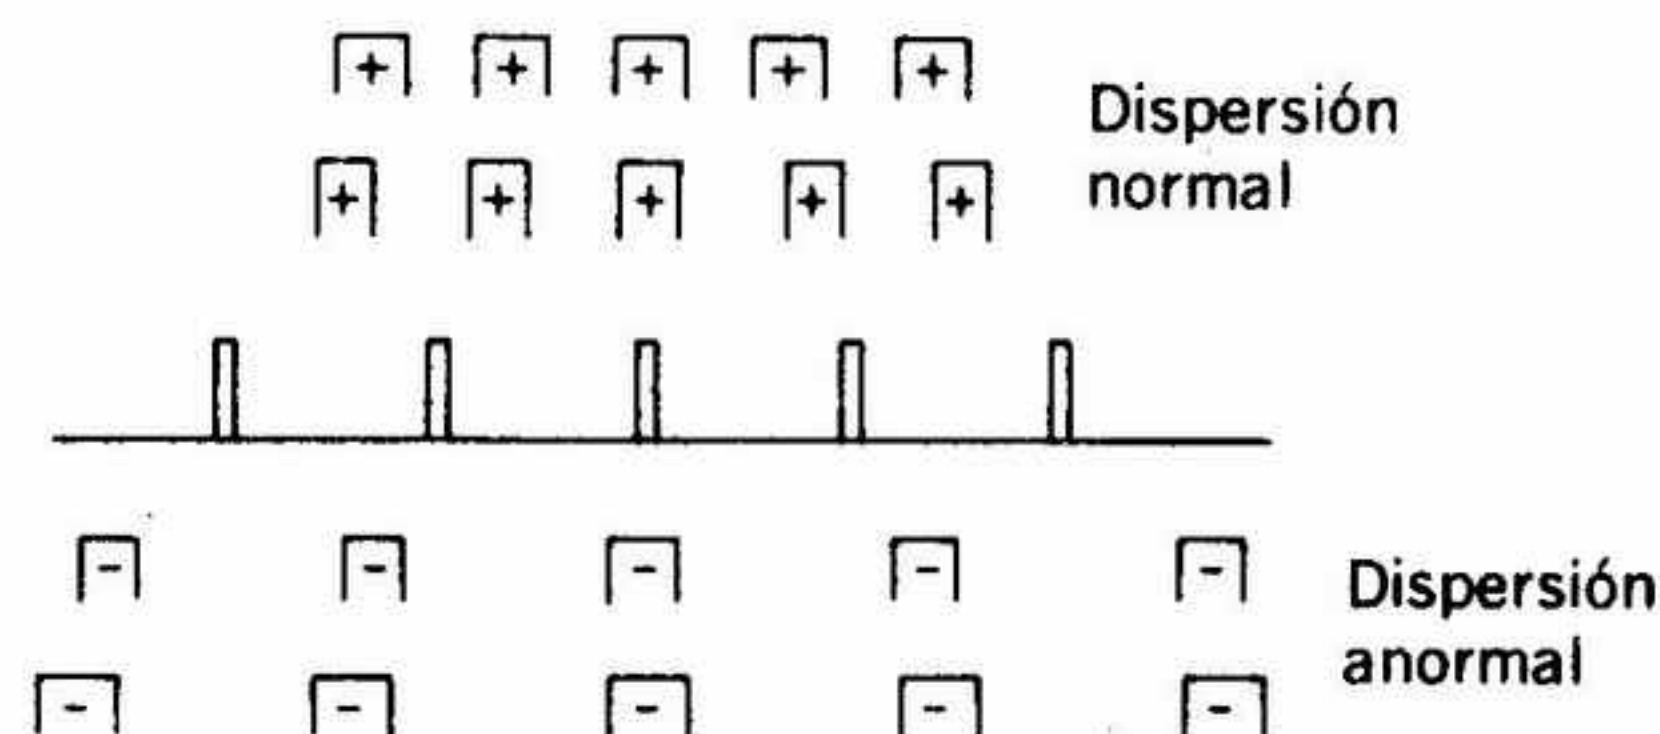 + + + + +
Dispersión
normal
+ + + + +
- - - - -
Dispersión
anormal
- - - - -